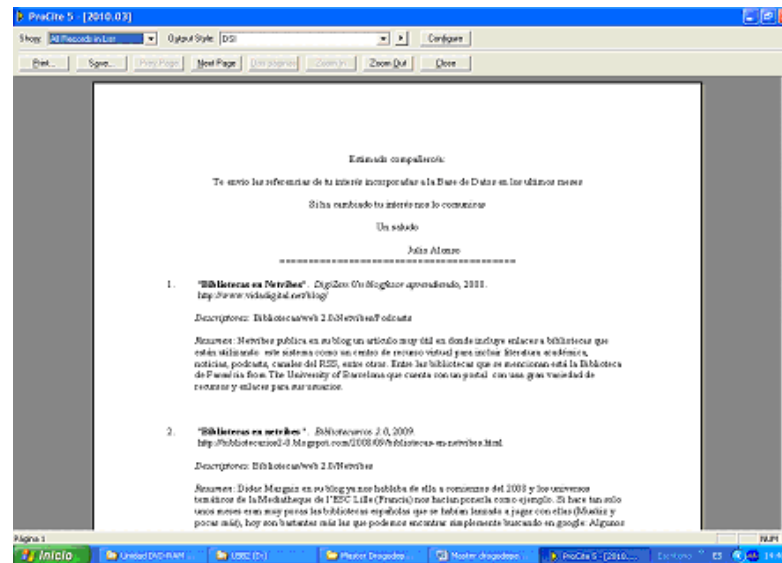 ProCite 5 - [2010.03]
Show: All Records in List Output Style: DSI Configure
Print... Save... Prev Page Next Page Zoom In Zoom Out Close
Estimado compañero/a:
Te envío las referencias de tu interés incorporadas a la Base de Datos en los últimos meses
Si ha cambiado tu interés nos lo comunicas
Un saludo
Julio Alonso
1. "Bibliotecas en Netvibes". DigiZen: Un blogfesor aprendiendo, 2008.
http://www.vidadigital.net/blog/
Descriptores: Bibliotecas/web 2.0/Netvibes/Podcasts
Resumen: Netvibes publica en su blog un artículo muy útil en donde incluye enlaces a bibliotecas que
están utilizando este sistema como un centro de recurso virtual para incluir literatura académica,
noticias, podcasts, canales del RSS, entre otros. Entre las bibliotecas que se mencionan está la Biblioteca
de from The University of Barcelona que cuenta con un portal con una gran variedad de
recursos y enlaces para sus usuarios.
2. "Bibliotecas en netvibes". Bibliotecarios 2.0, 2009.
http://bibliotecarios2-0.blogspot.com/2008/09/bibliotecas-en-netvibes.html
Descriptores: Bibliotecas/web 2.0/Netvibes
Resumen: Didac Margaix en su blog ya nos hablaba de ella a comienzos del 2008 y los universos
temáticos de la Mediatheque de l'ESC Lille (Francia) nos hacían ponerla como ejemplo. Si hace tan solo
unos meses eran muy pocas las bibliotecas españolas que se habían lanzado a jugar con ellas (Muskiz y
pocas más), hoy son bastantes más las que podemos encontrar simplemente buscando en google. Algunos
Página 1 NUM
Inicio Unidad DVD-RAM ... USB2 (D:) Master Drogodep... Master drogodepe... ProCite 5 - [2010.... Escritorio ES